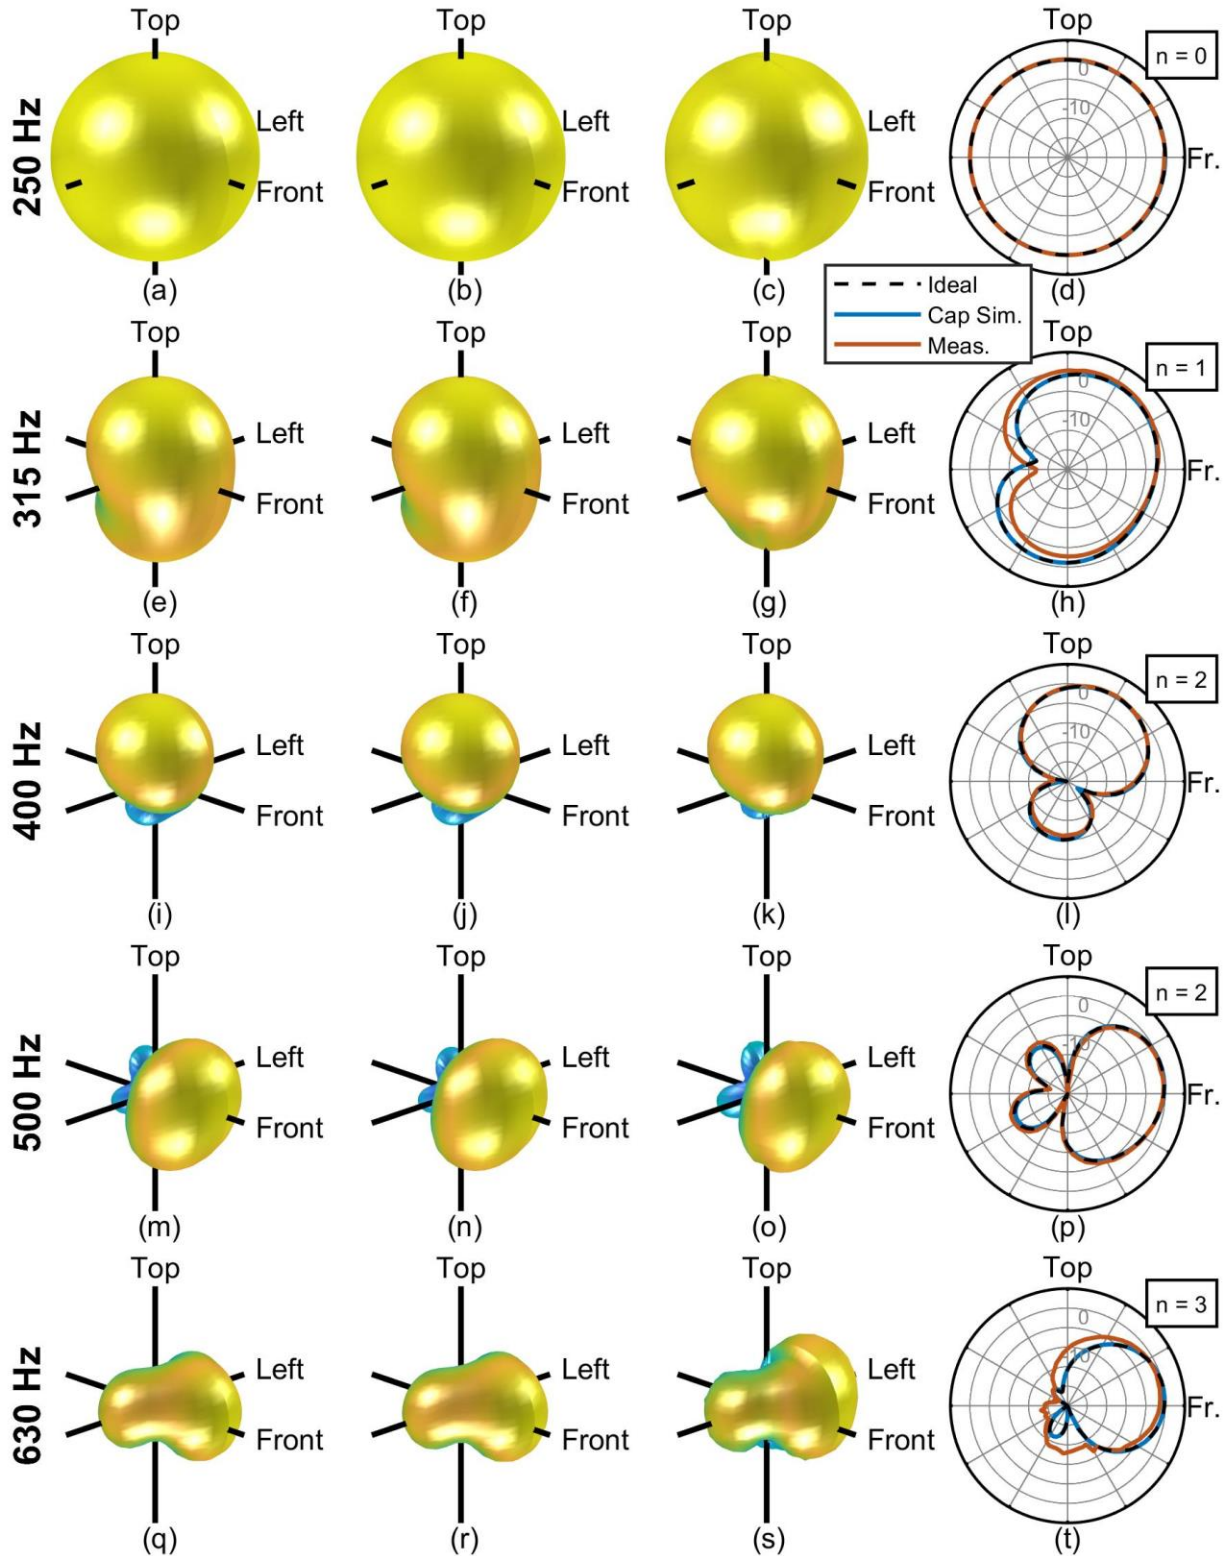 Top Top Top Top
n = 0
250 Hz
0
-10
Left Left Left
Front Front Front Fr.
(a) (b) (c) (d)
Ideal
Cap Sim.
Meas.
Top Top Top Top
n = 1
315 Hz
0
-10
Left Left Left
Front Front Front Fr.
(e) (f) (g) (h)
Top Top Top Top
n = 2
400 Hz
0
-10
Left Left Left
Front Front Front Fr.
(i) (j) (k) (l)
Top Top Top Top
n = 2
500 Hz
0
-10
Left Left Left
Front Front Front Fr.
(m) (n) (o) (p)
Top Top Top Top
n = 3
630 Hz
0
-10
Left Left Left
Front Front Front Fr.
(q) (r) (s) (t)